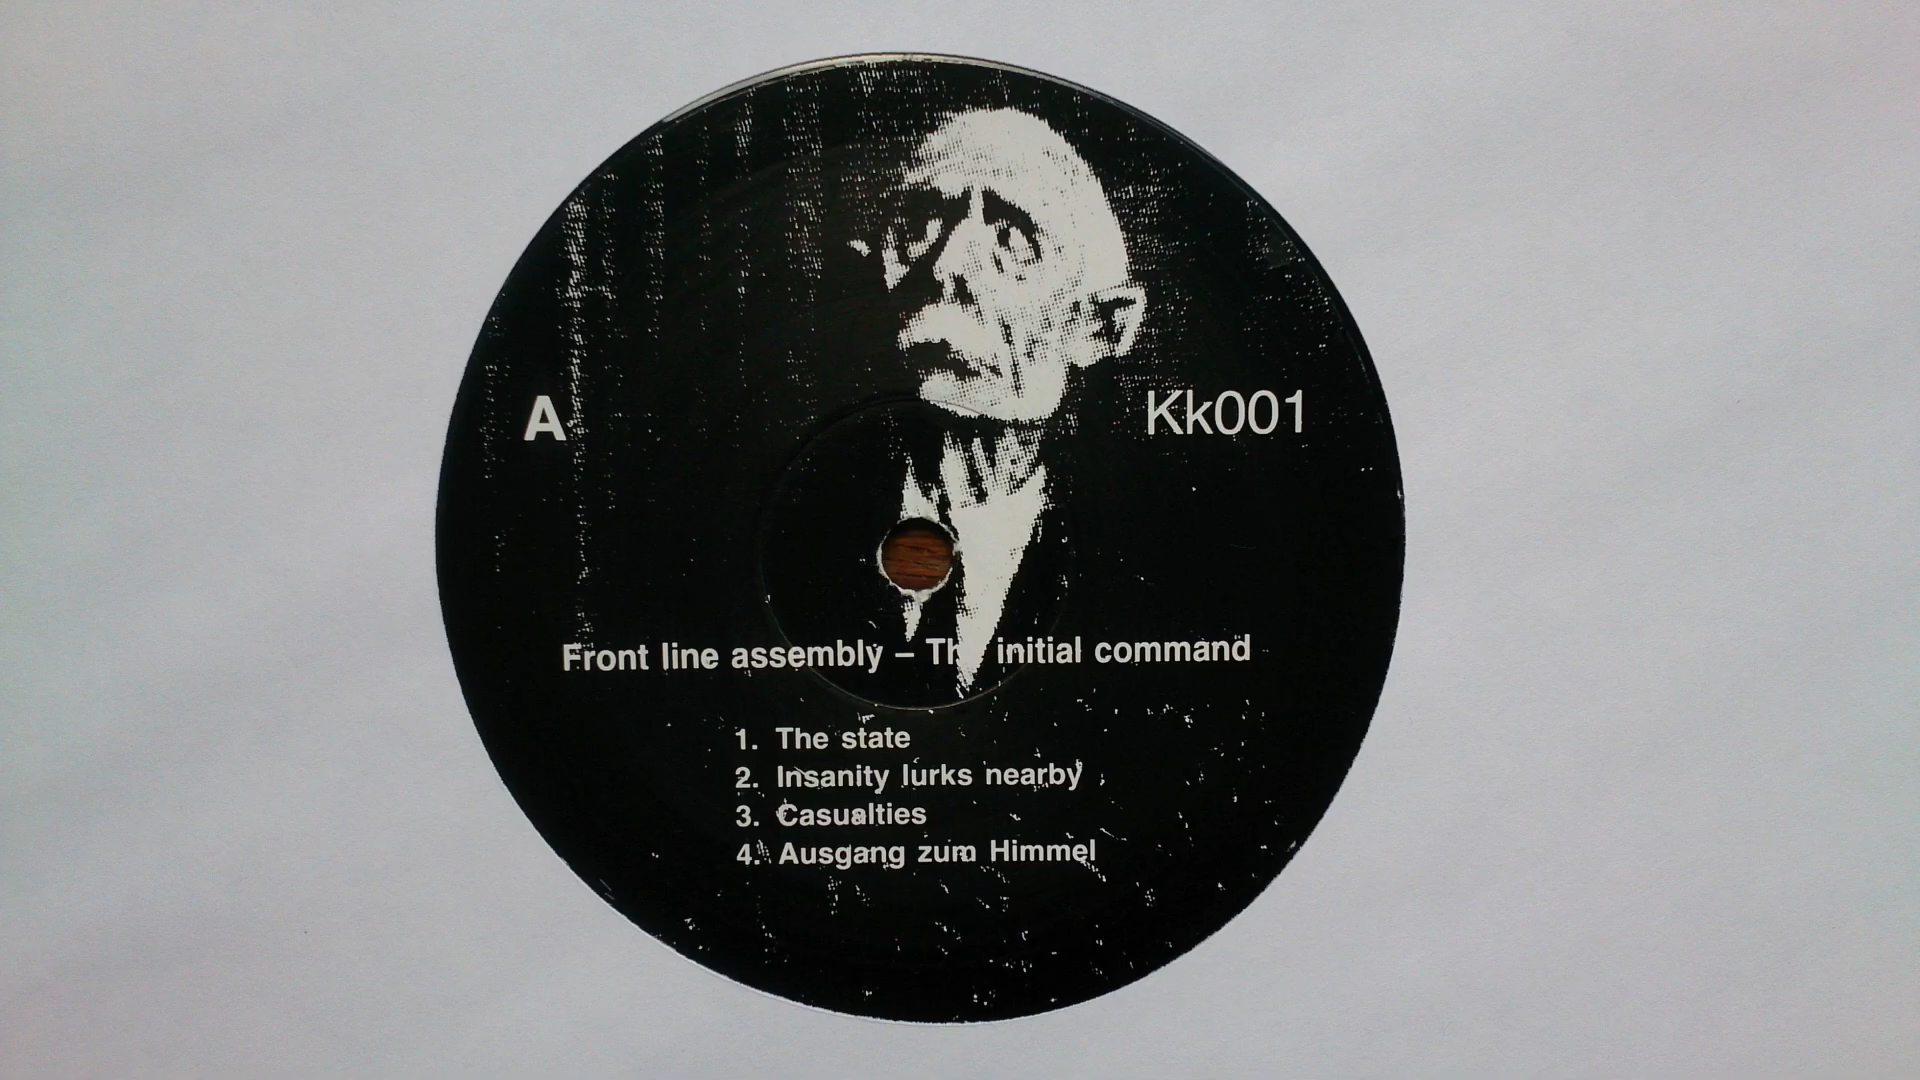 A
Kk001
Front line assembly – The initial command
1. The state
2. Insanity lurks nearby
3. Casualties
4. Ausgang zum Himmel